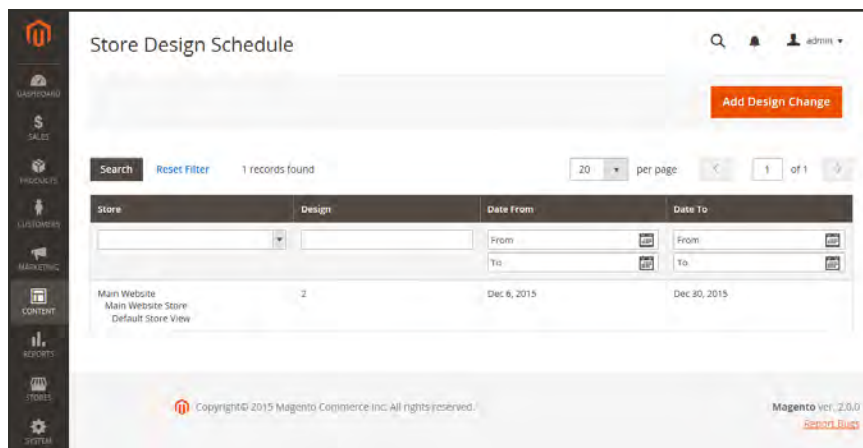 Store Design Schedule
admin
DASHBOARD
Add Design Change
SALES
Search Reset Filter 1 records found 20 per page 1 of 1
PRODUCTS
Store Design Date From Date To
CUSTOMERS
From From
To To
MARKETING
Main Website 2 Dec 6, 2015 Dec 30, 2015
Main Website Store
Default Store View
CONTENT
REPORTS
STORES
Copyright© 2015 Magento Commerce Inc. All rights reserved. Magento ver. 2.0.0
Report Bugs
SYSTEM